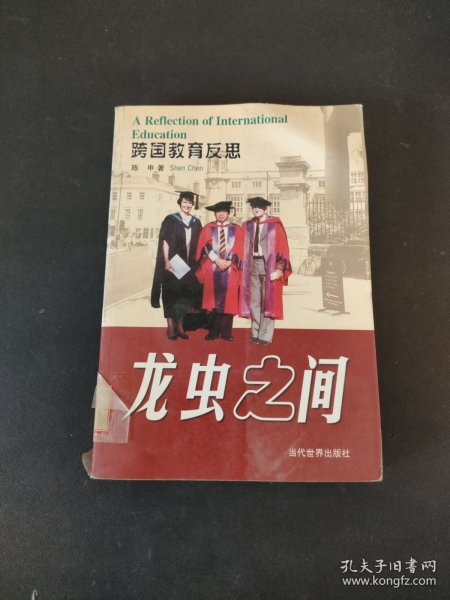 A Reflection of International
Education
跨国教育反思
陈 申 著 Shen Chen
龙虫之间
当代世界出版社
孔夫子旧书网
www.kongfz.com